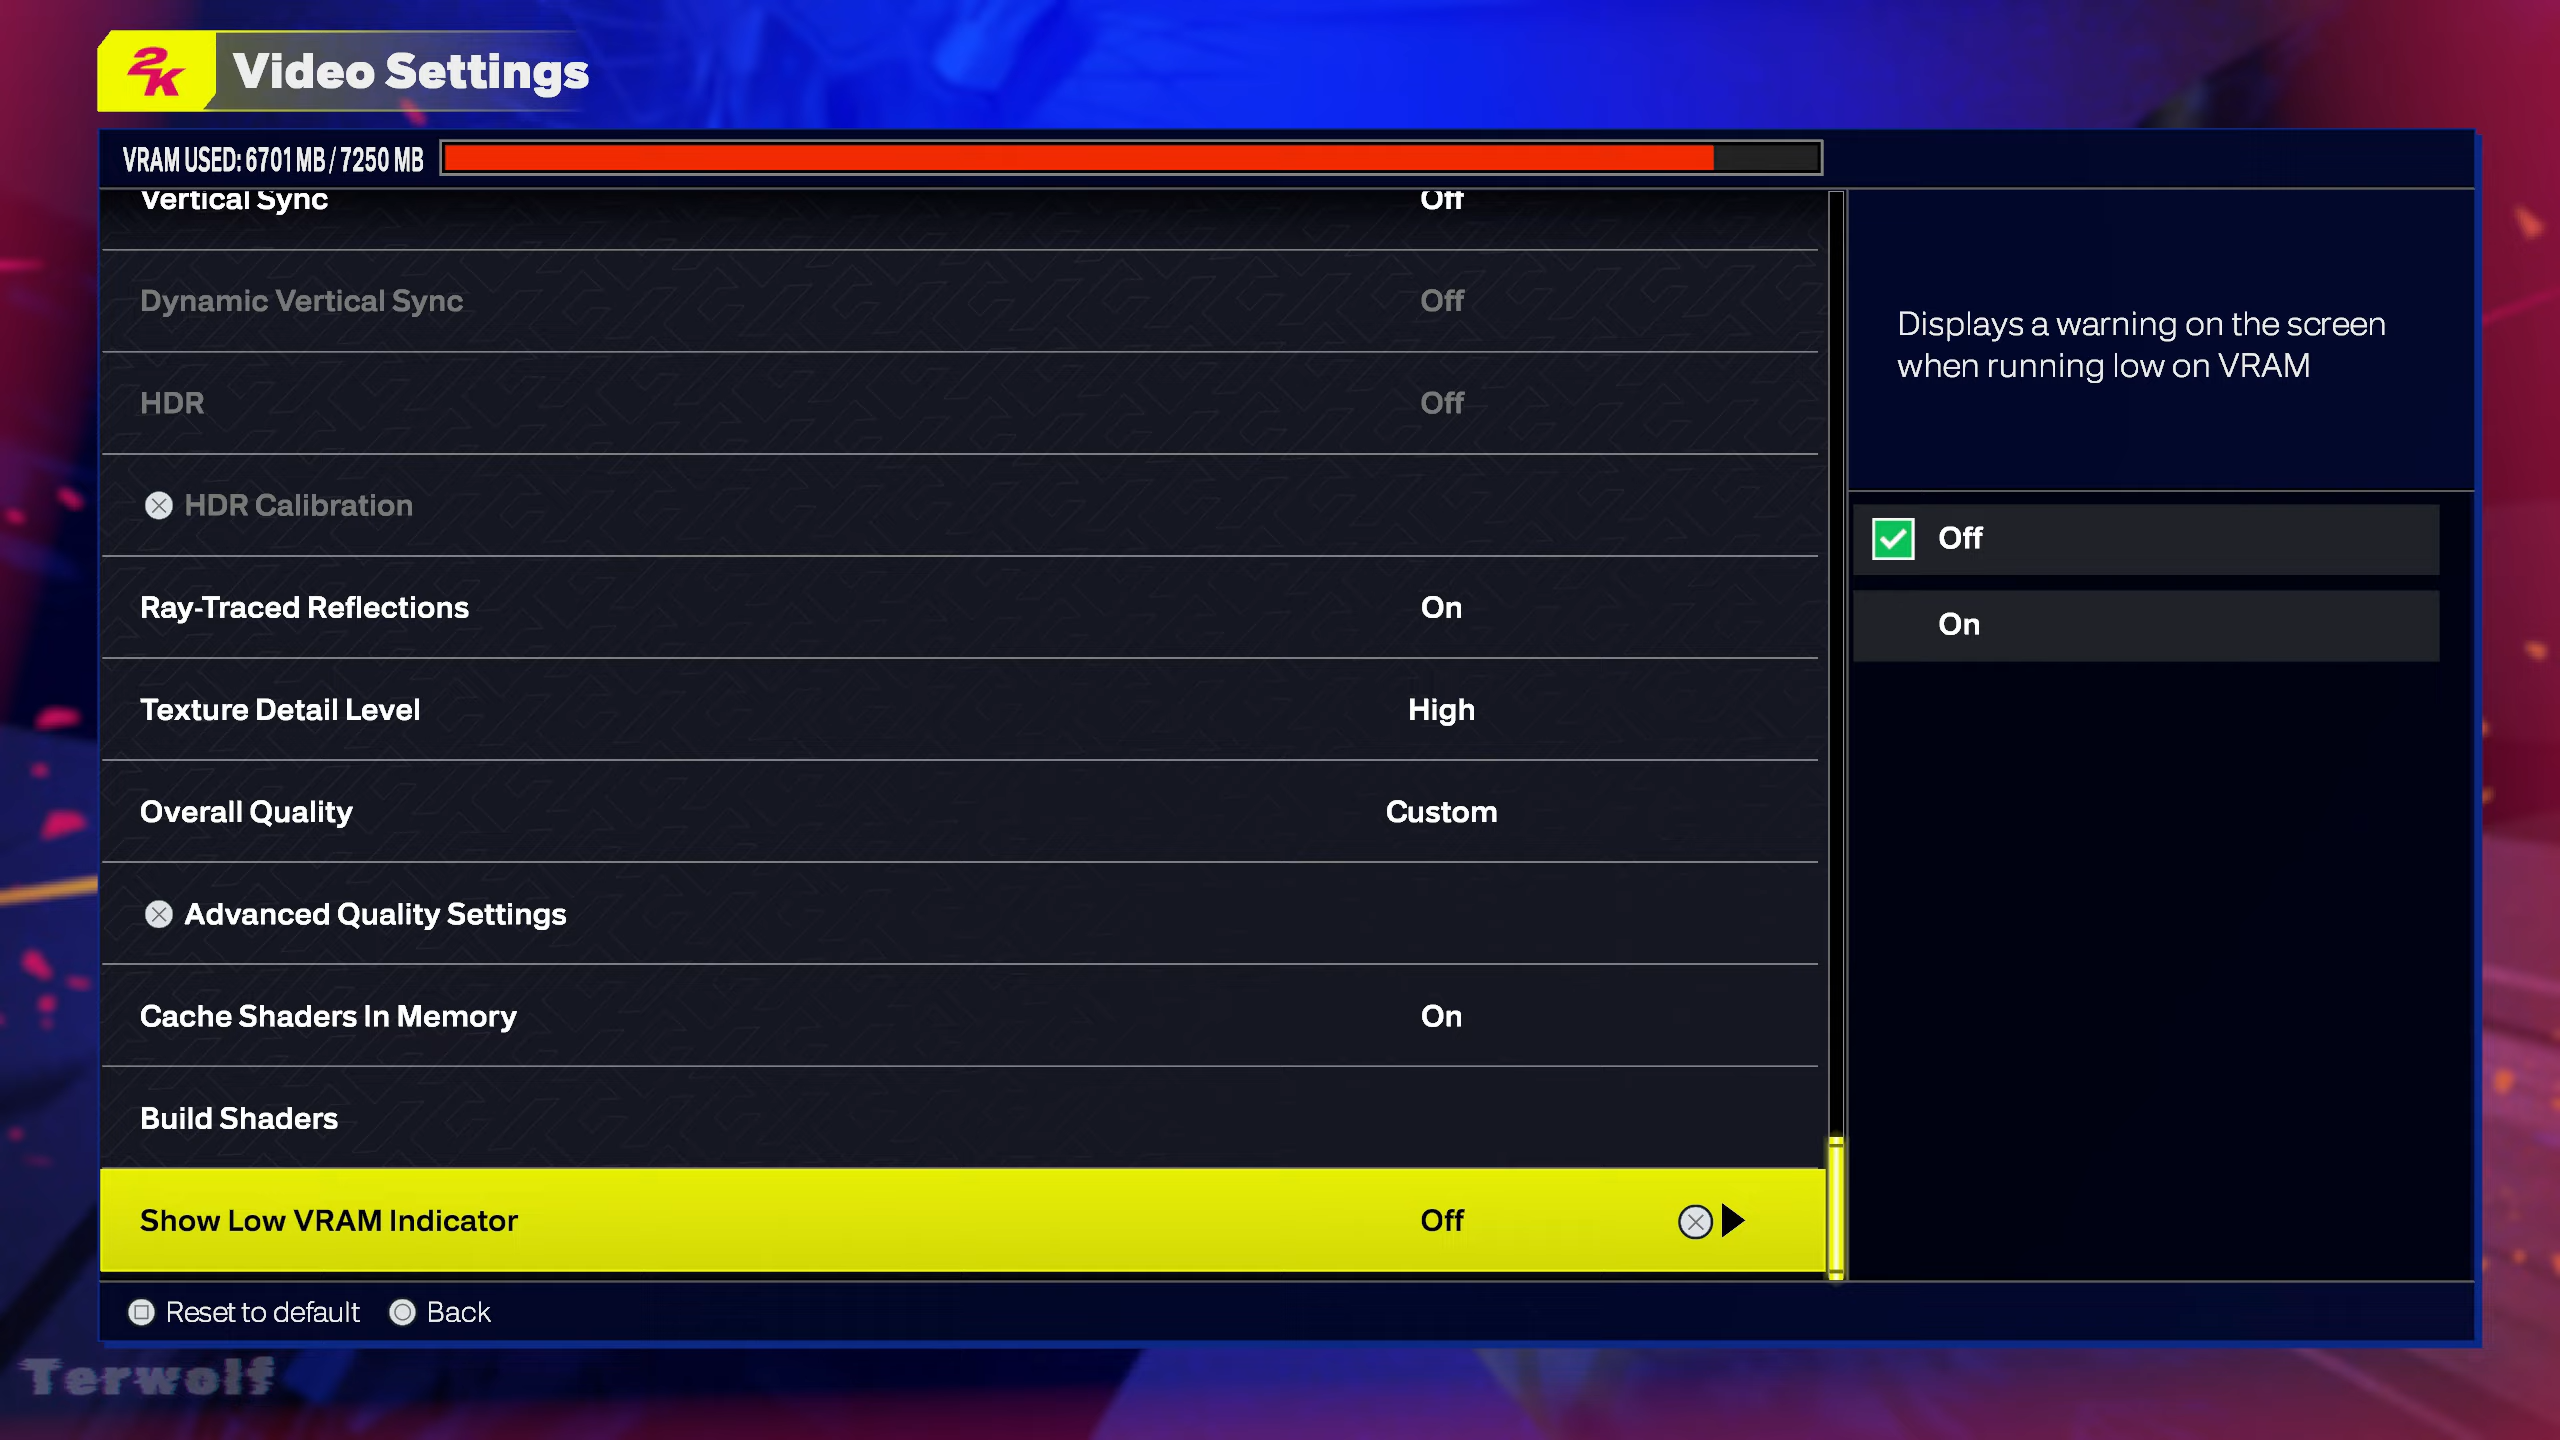 2K
Video Settings
VRAM USED: 6701 MB / 7250 MB
Vertical Sync Off
Dynamic Vertical Sync Off
HDR Off
HDR Calibration
Ray-Traced Reflections On
Texture Detail Level High
Overall Quality Custom
Advanced Quality Settings
Cache Shaders In Memory On
Build Shaders
Show Low VRAM Indicator Off
Displays a warning on the screen
when running low on VRAM
Off
On
Reset to default Back
Terwolf